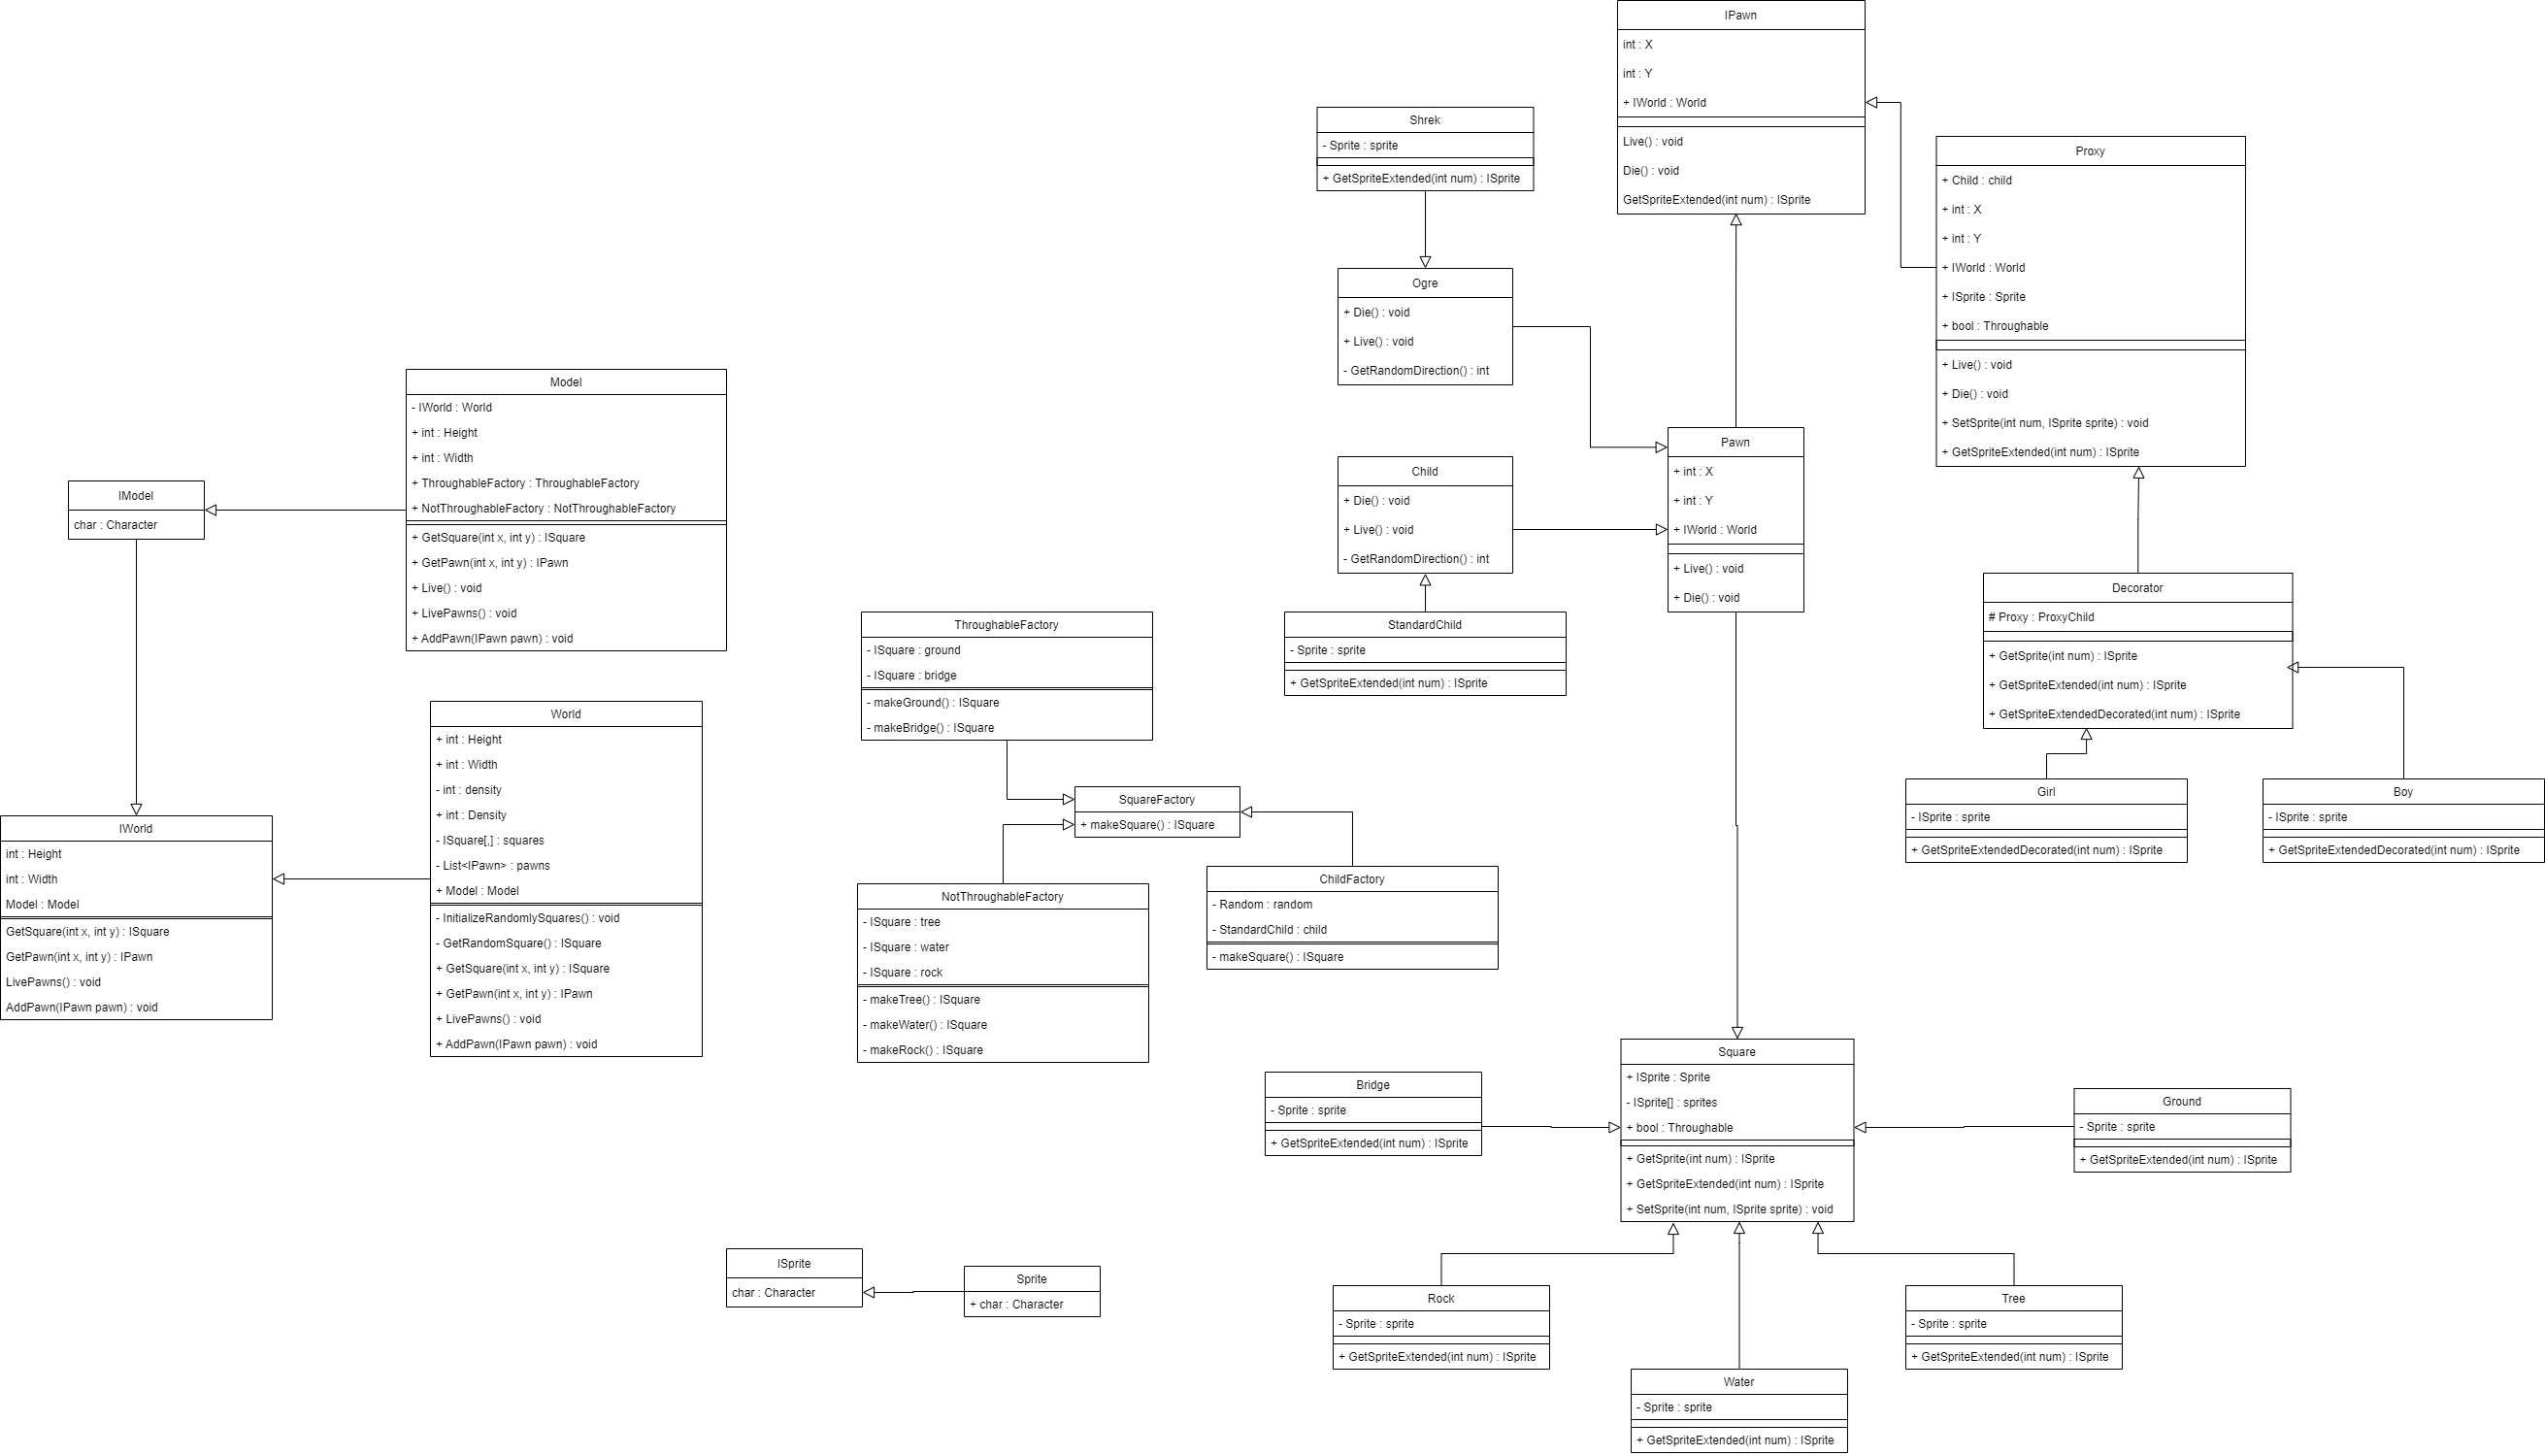 IPawn
int : X
int : Y
+ IWorld : World
Live() : void
Die() : void
GetSpriteExtended(int num) : ISprite
Shrek
- Sprite : sprite
+ GetSpriteExtended(int num) : ISprite
Proxy
+ Child : child
+ int : X
+ int : Y
+ IWorld : World
+ ISprite : Sprite
+ bool : Throughable
+ Live() : void
+ Die() : void
+ SetSprite(int num, ISprite sprite) : void
+ GetSpriteExtended(int num) : ISprite
Ogre
+ Die() : void
+ Live() : void
- GetRandomDirection() : int
Model
- IWorld : World
+ int : Height
+ int : Width
+ ThroughableFactory : ThroughableFactory
+ NotThroughableFactory : NotThroughableFactory
+ GetSquare(int x, int y) : ISquare
+ GetPawn(int x, int y) : IPawn
+ Live() : void
+ LivePawns() : void
+ AddPawn(IPawn pawn) : void
IModel
char : Character
Pawn
+ int : X
+ int : Y
+ IWorld : World
+ Live() : void
+ Die() : void
Child
+ Die() : void
+ Live() : void
- GetRandomDirection() : int
StandardChild
- Sprite : sprite
+ GetSpriteExtended(int num) : ISprite
Decorator
# Proxy : ProxyChild
+ GetSprite(int num) : ISprite
+ GetSpriteExtended(int num) : ISprite
+ GetSpriteExtendedDecorated(int num) : ISprite
ThroughableFactory
- ISquare : ground
- ISquare : bridge
- makeGround() : ISquare
- makeBridge() : ISquare
World
+ int : Height
+ int : Width
- int : density
+ int : Density
- ISquare[,] : squares
- List<IPawn> : pawns
+ Model : Model
- InitializeRandomlySquares() : void
- GetRandomSquare() : ISquare
+ GetSquare(int x, int y) : ISquare
+ GetPawn(int x, int y) : IPawn
+ LivePawns() : void
+ AddPawn(IPawn pawn) : void
IWorld
int : Height
int : Width
Model : Model
GetSquare(int x, int y) : ISquare
GetPawn(int x, int y) : IPawn
LivePawns() : void
AddPawn(IPawn pawn) : void
SquareFactory
+ makeSquare() : ISquare
Girl
- ISprite : sprite
+ GetSpriteExtendedDecorated(int num) : ISprite
Boy
- ISprite : sprite
+ GetSpriteExtendedDecorated(int num) : ISprite
NotThroughableFactory
- ISquare : tree
- ISquare : water
- ISquare : rock
- makeTree() : ISquare
- makeWater() : ISquare
- makeRock() : ISquare
ChildFactory
- Random : random
- StandardChild : child
- makeSquare() : ISquare
Square
+ ISprite : Sprite
- ISprite[] : sprites
+ bool : Throughable
+ GetSprite(int num) : ISprite
+ GetSpriteExtended(int num) : ISprite
+ SetSprite(int num, ISprite sprite) : void
Bridge
- Sprite : sprite
+ GetSpriteExtended(int num) : ISprite
Ground
- Sprite : sprite
+ GetSpriteExtended(int num) : ISprite
ISprite
char : Character
Sprite
+ char : Character
Rock
- Sprite : sprite
+ GetSpriteExtended(int num) : ISprite
Tree
- Sprite : sprite
+ GetSpriteExtended(int num) : ISprite
Water
- Sprite : sprite
+ GetSpriteExtended(int num) : ISprite